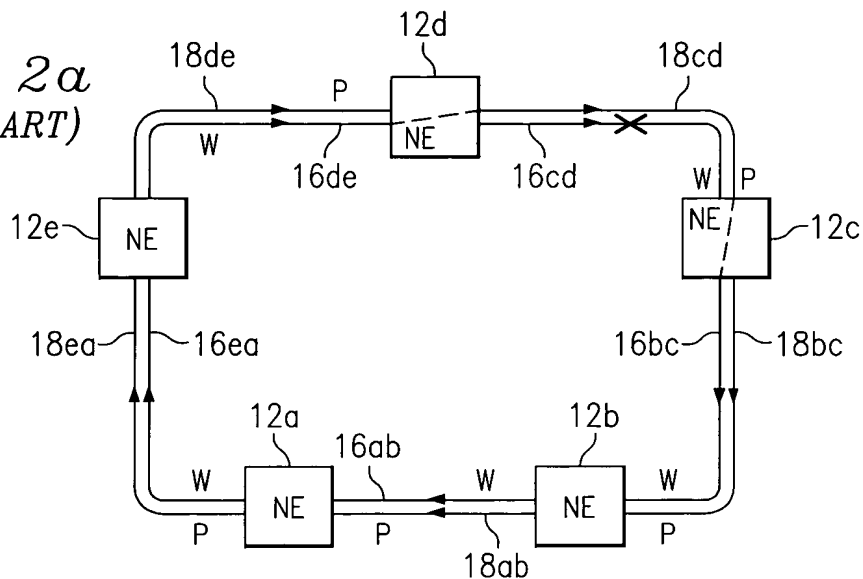 12d
18de
18cd
2a
ART)
P
W
NE
16de
16cd
W P
12e
NE
NE
12c
18ea
16ea
16bc
18bc
12a
12b
16ab
W
W
W
NE
NE
P
P
P
18ab